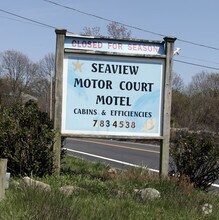 CLOSED FOR SEASON
SEAVIEW
MOTOR COURT
MOTEL
CABINS & EFFICIENCIES
7834538